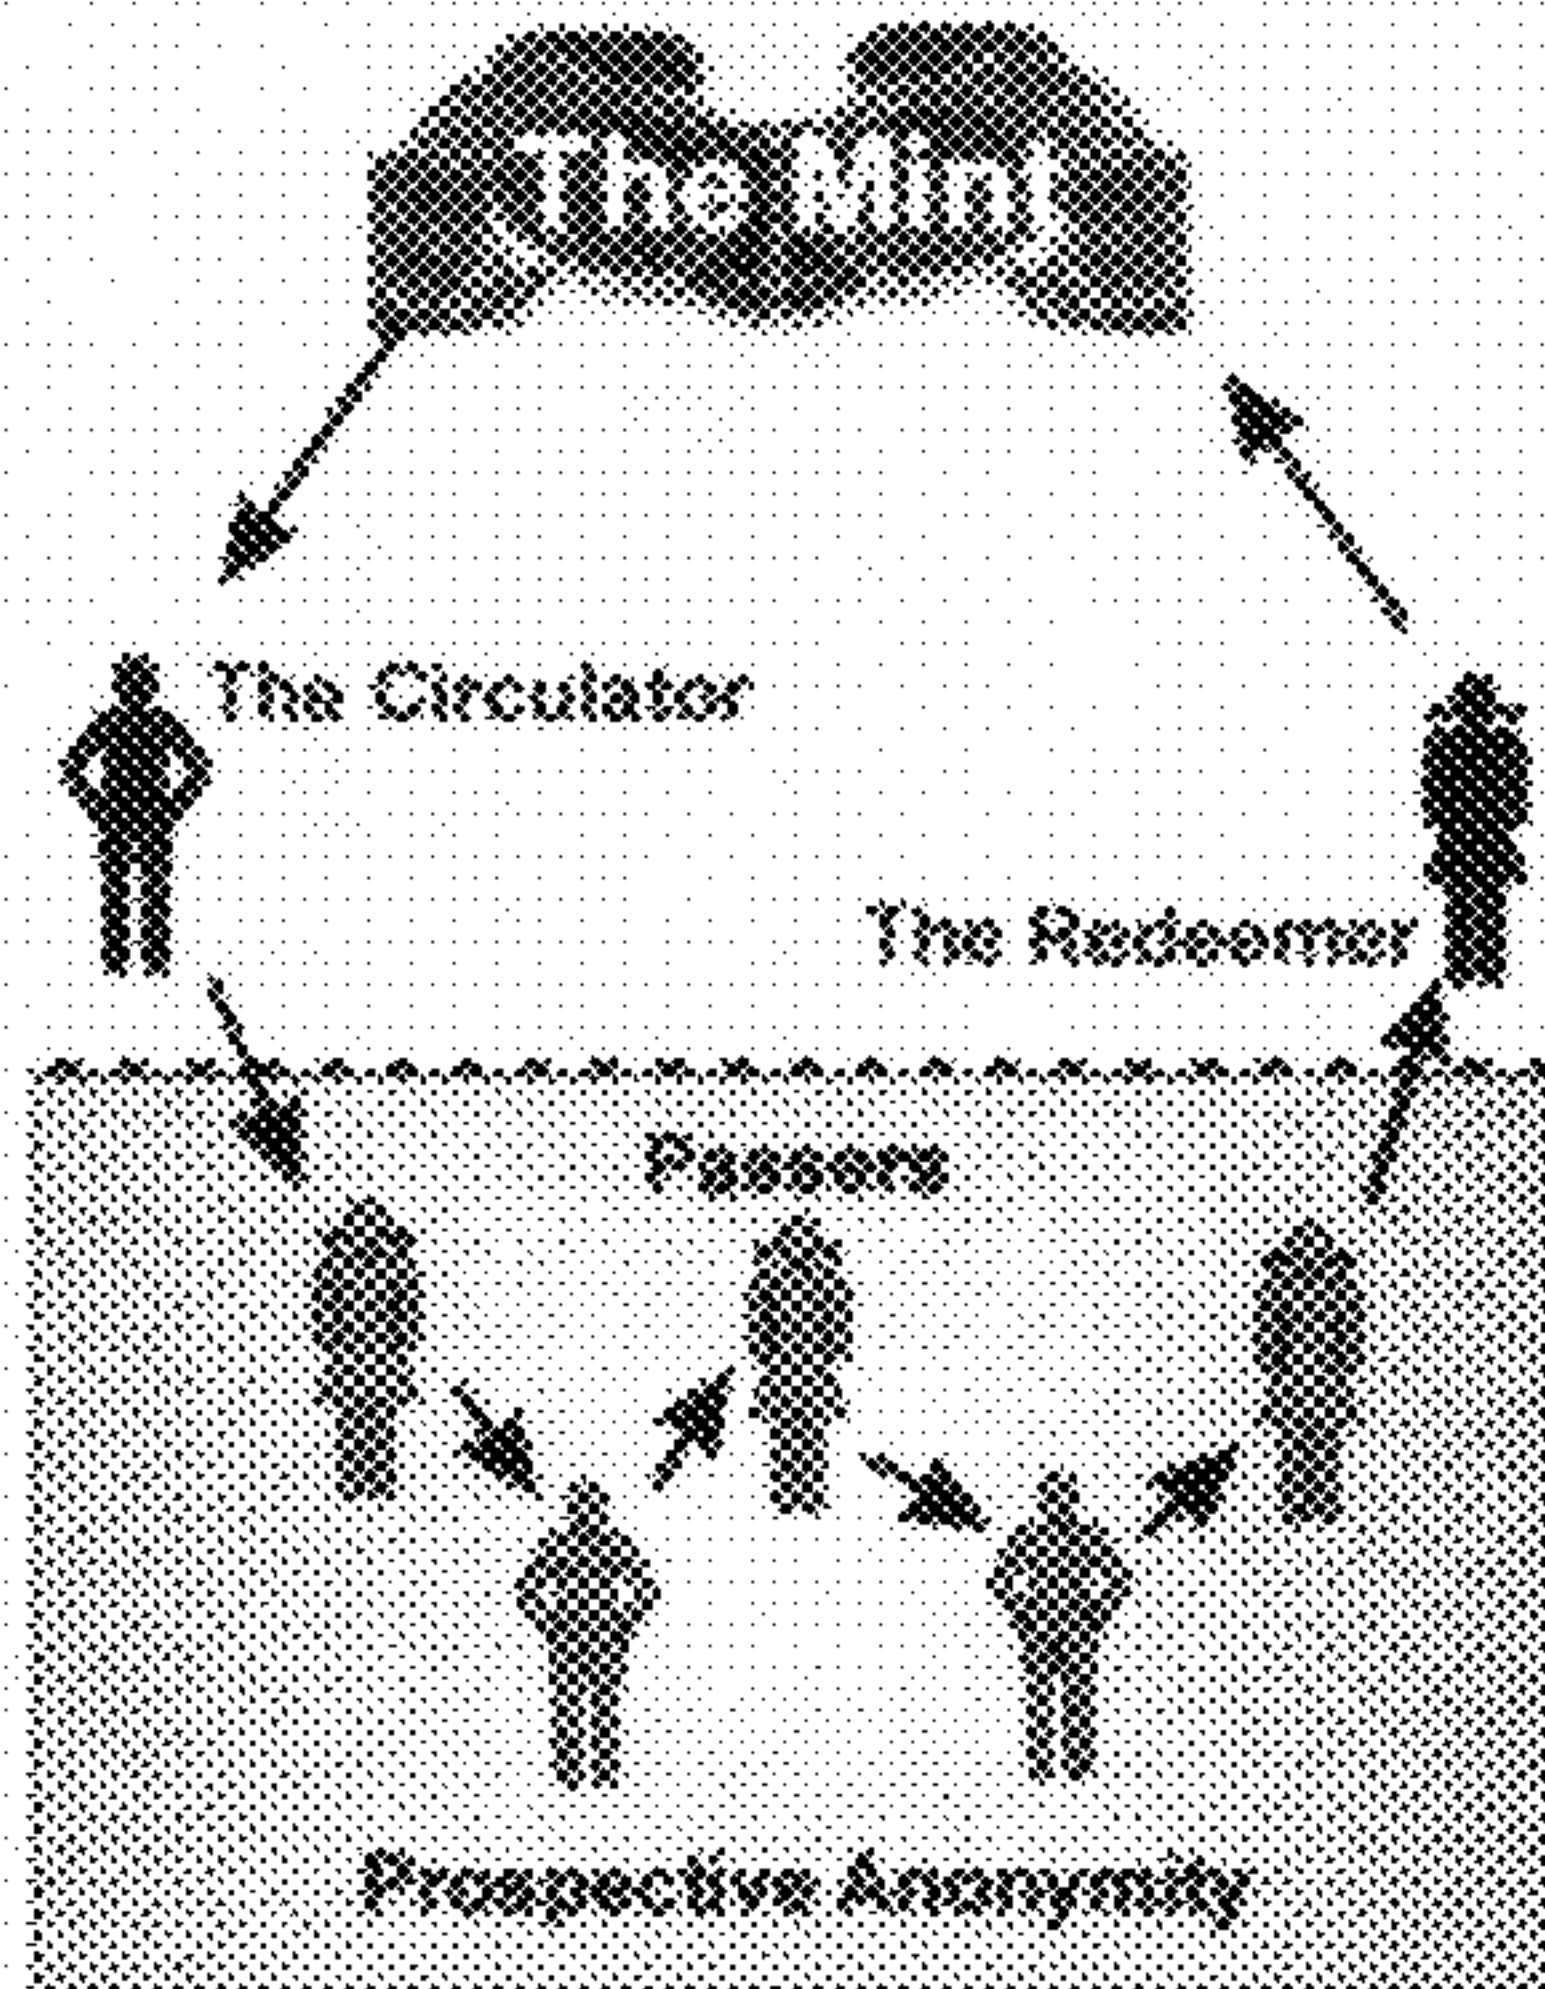 The Mint
The Circulator
The Redeemer
Passers
Prospective Anonymity